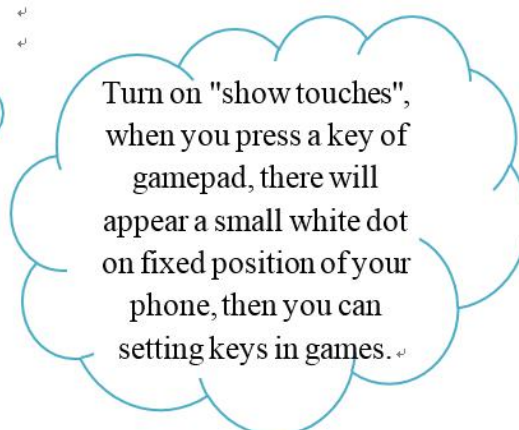 Turn on "show touches",
when you press a key of
gamepad, there will
appear a small white dot
on fixed position of your
phone, then you can
setting keys in games.